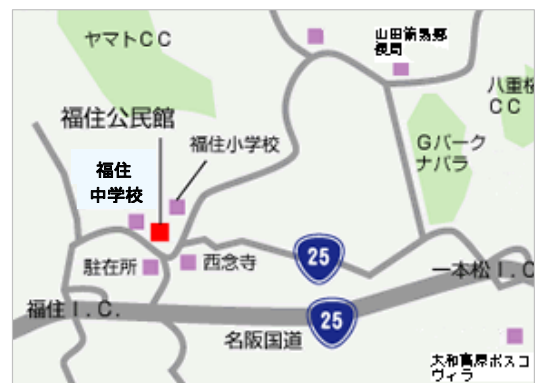 ヤマトCC
山田簡易郵
便局
八重桜
CC
福住公民館
福住小学校
Gパーク
ナバラ
福住
中学校
25
駐在所
西念寺
一本松I.C
福住I.C.
25
名阪国道
大和高原ボスコ
ヴィラ